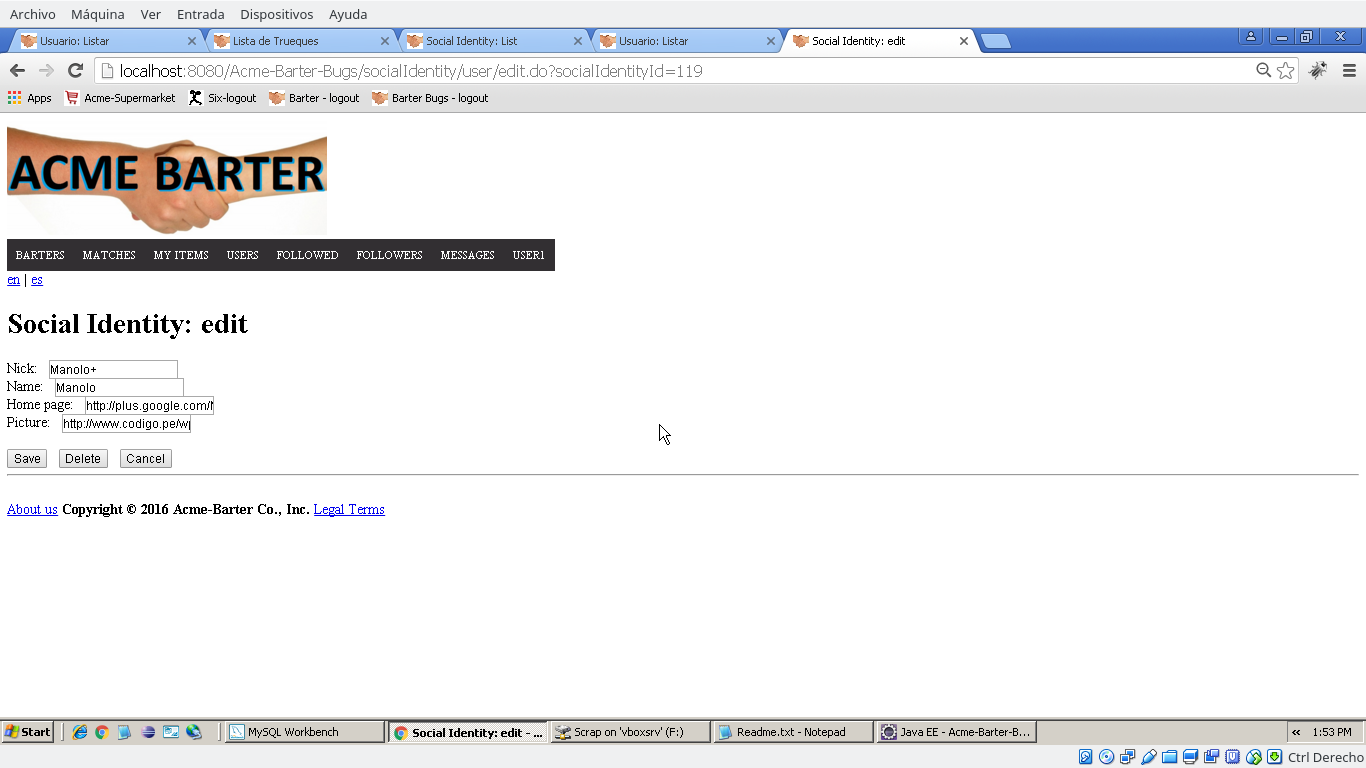 Archivo Máquina Ver Entrada Dispositivos Ayuda
Usuario: Listar Lista de Trueques Social Identity: List Usuario: Listar Social Identity: edit
localhost:8080/Acme-Barter-Bugs/socialIdentity/user/edit.do?socialIdentityId=119
Apps Acme-Supermarket Six-logout Barter - logout Barter Bugs - logout
ACME BARTER
BARTERS MATCHES MY ITEMS USERS FOLLOWED FOLLOWERS MESSAGES USER1
en | es
Social Identity: edit
Nick: Manolo+
Name: Manolo
Home page: http://plus.google.com/
Picture: http://www.codigo.pe/w
Save Delete Cancel
About us Copyright © 2016 Acme-Barter Co., Inc. Legal Terms
Start MySQL Workbench Social Identity: edit - ... Scrap on 'vboxsrv' (F:) Readme.txt - Notepad Java EE - Acme-Barter-B... « 1:53 PM
Ctrl Derecho